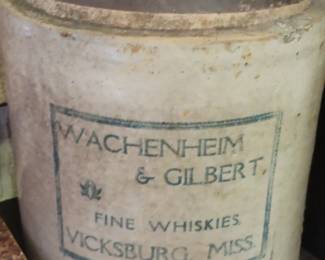 WACHENHEIM
& GILBERT.
FINE WHISKIES.
VICKSBURG, MISS.